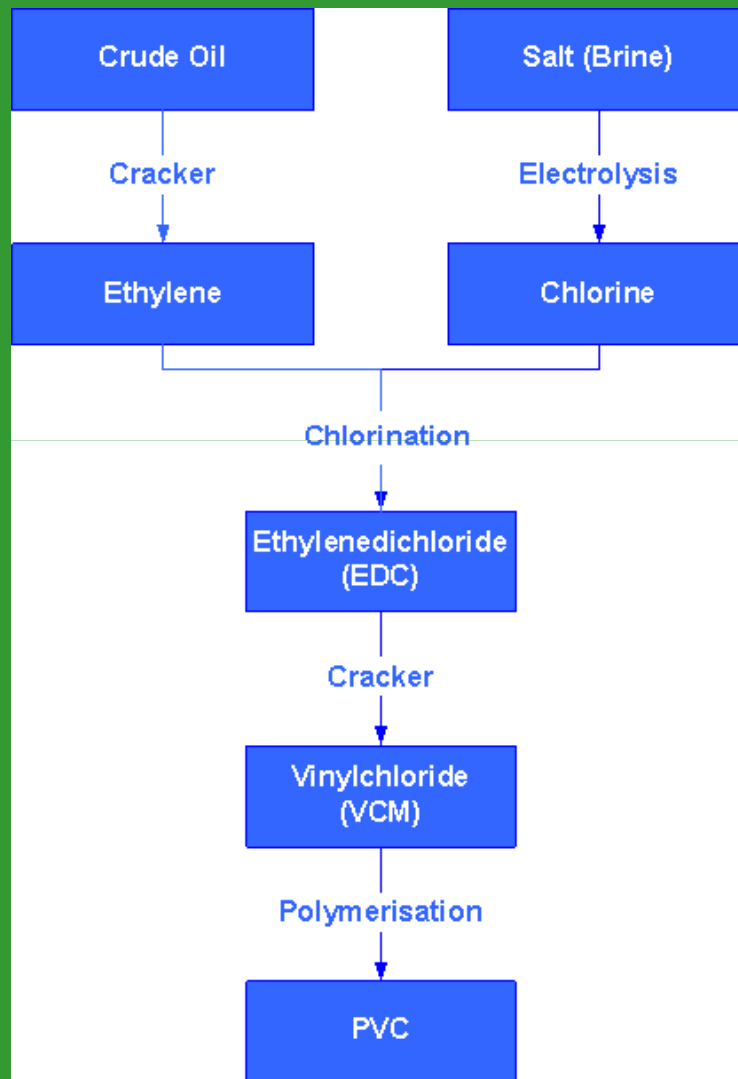 Crude Oil
Salt (Brine)
Cracker
Electrolysis
Ethylene
Chlorine
Chlorination
Ethylenedichloride
(EDC)
Cracker
Vinylchloride
(VCM)
Polymerisation
PVC